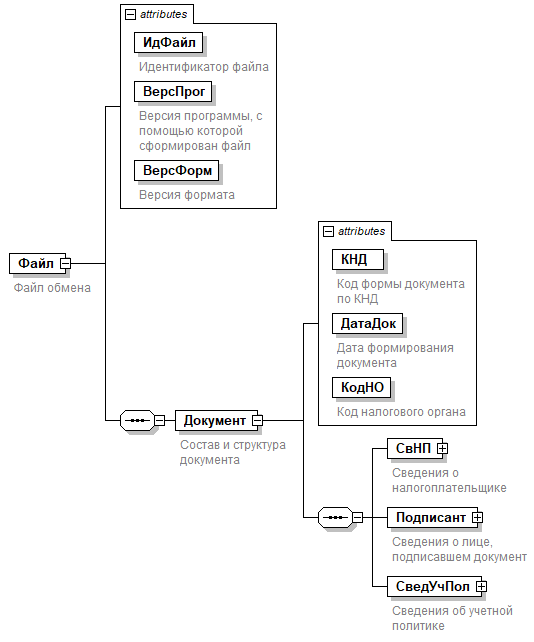 attributes
ИдФайл
Идентификатор файла
ВерсПрог
Версия программы, с
помощью которой
сформирован файл
ВерсФорм
Версия формата
Файл
Файл обмена
attributes
КНД
Код формы документа
по КНД
ДатаДок
Дата формирования
документа
КодНО
Код налогового органа
Документ
Состав и структура
документа
СвНП
Сведения о
налогоплательщике
Подписант
Сведения о лице,
подписавшем документ
СведУчПол
Сведения об учетной
политике